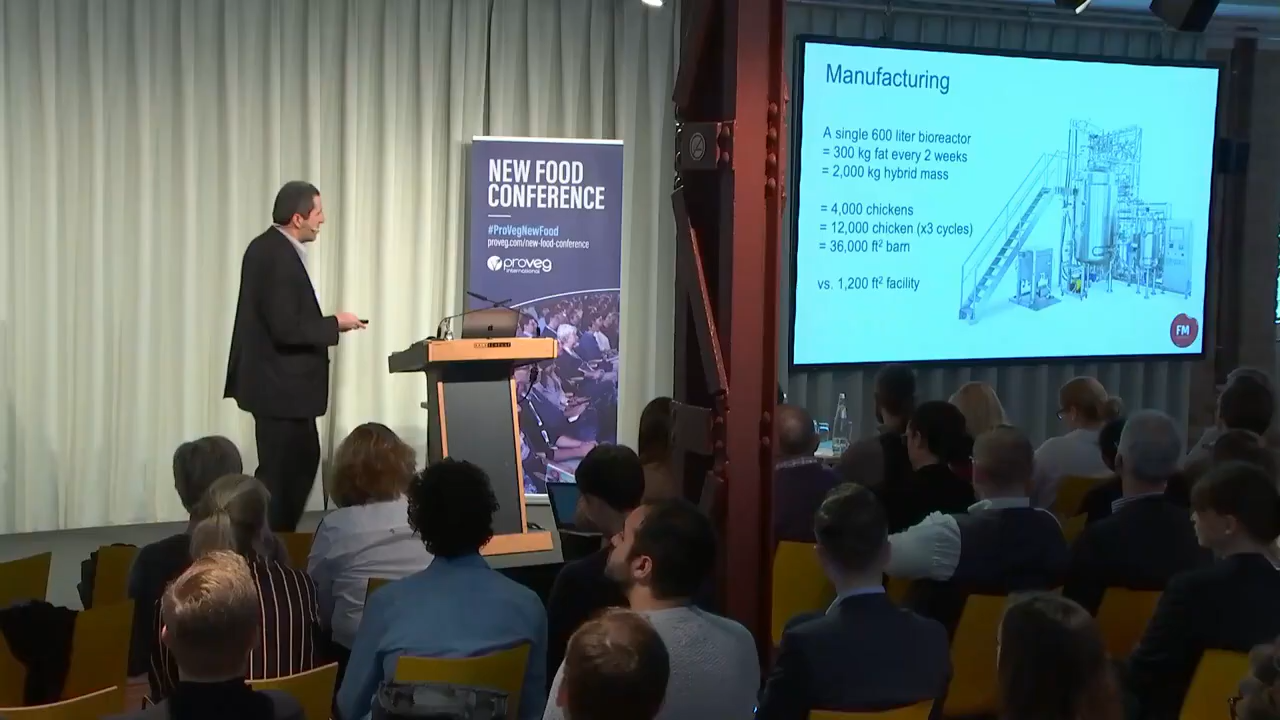 NEW FOOD
CONFERENCE
#ProVegNewFood
proveg.com/new-food-conference
proveg
international
Manufacturing
A single 600 liter bioreactor
= 300 kg fat every 2 weeks
= 2,000 kg hybrid mass
= 4,000 chickens
= 12,000 chicken (x3 cycles)
= 36,000 ft² barn
vs. 1,200 ft² facility
FM